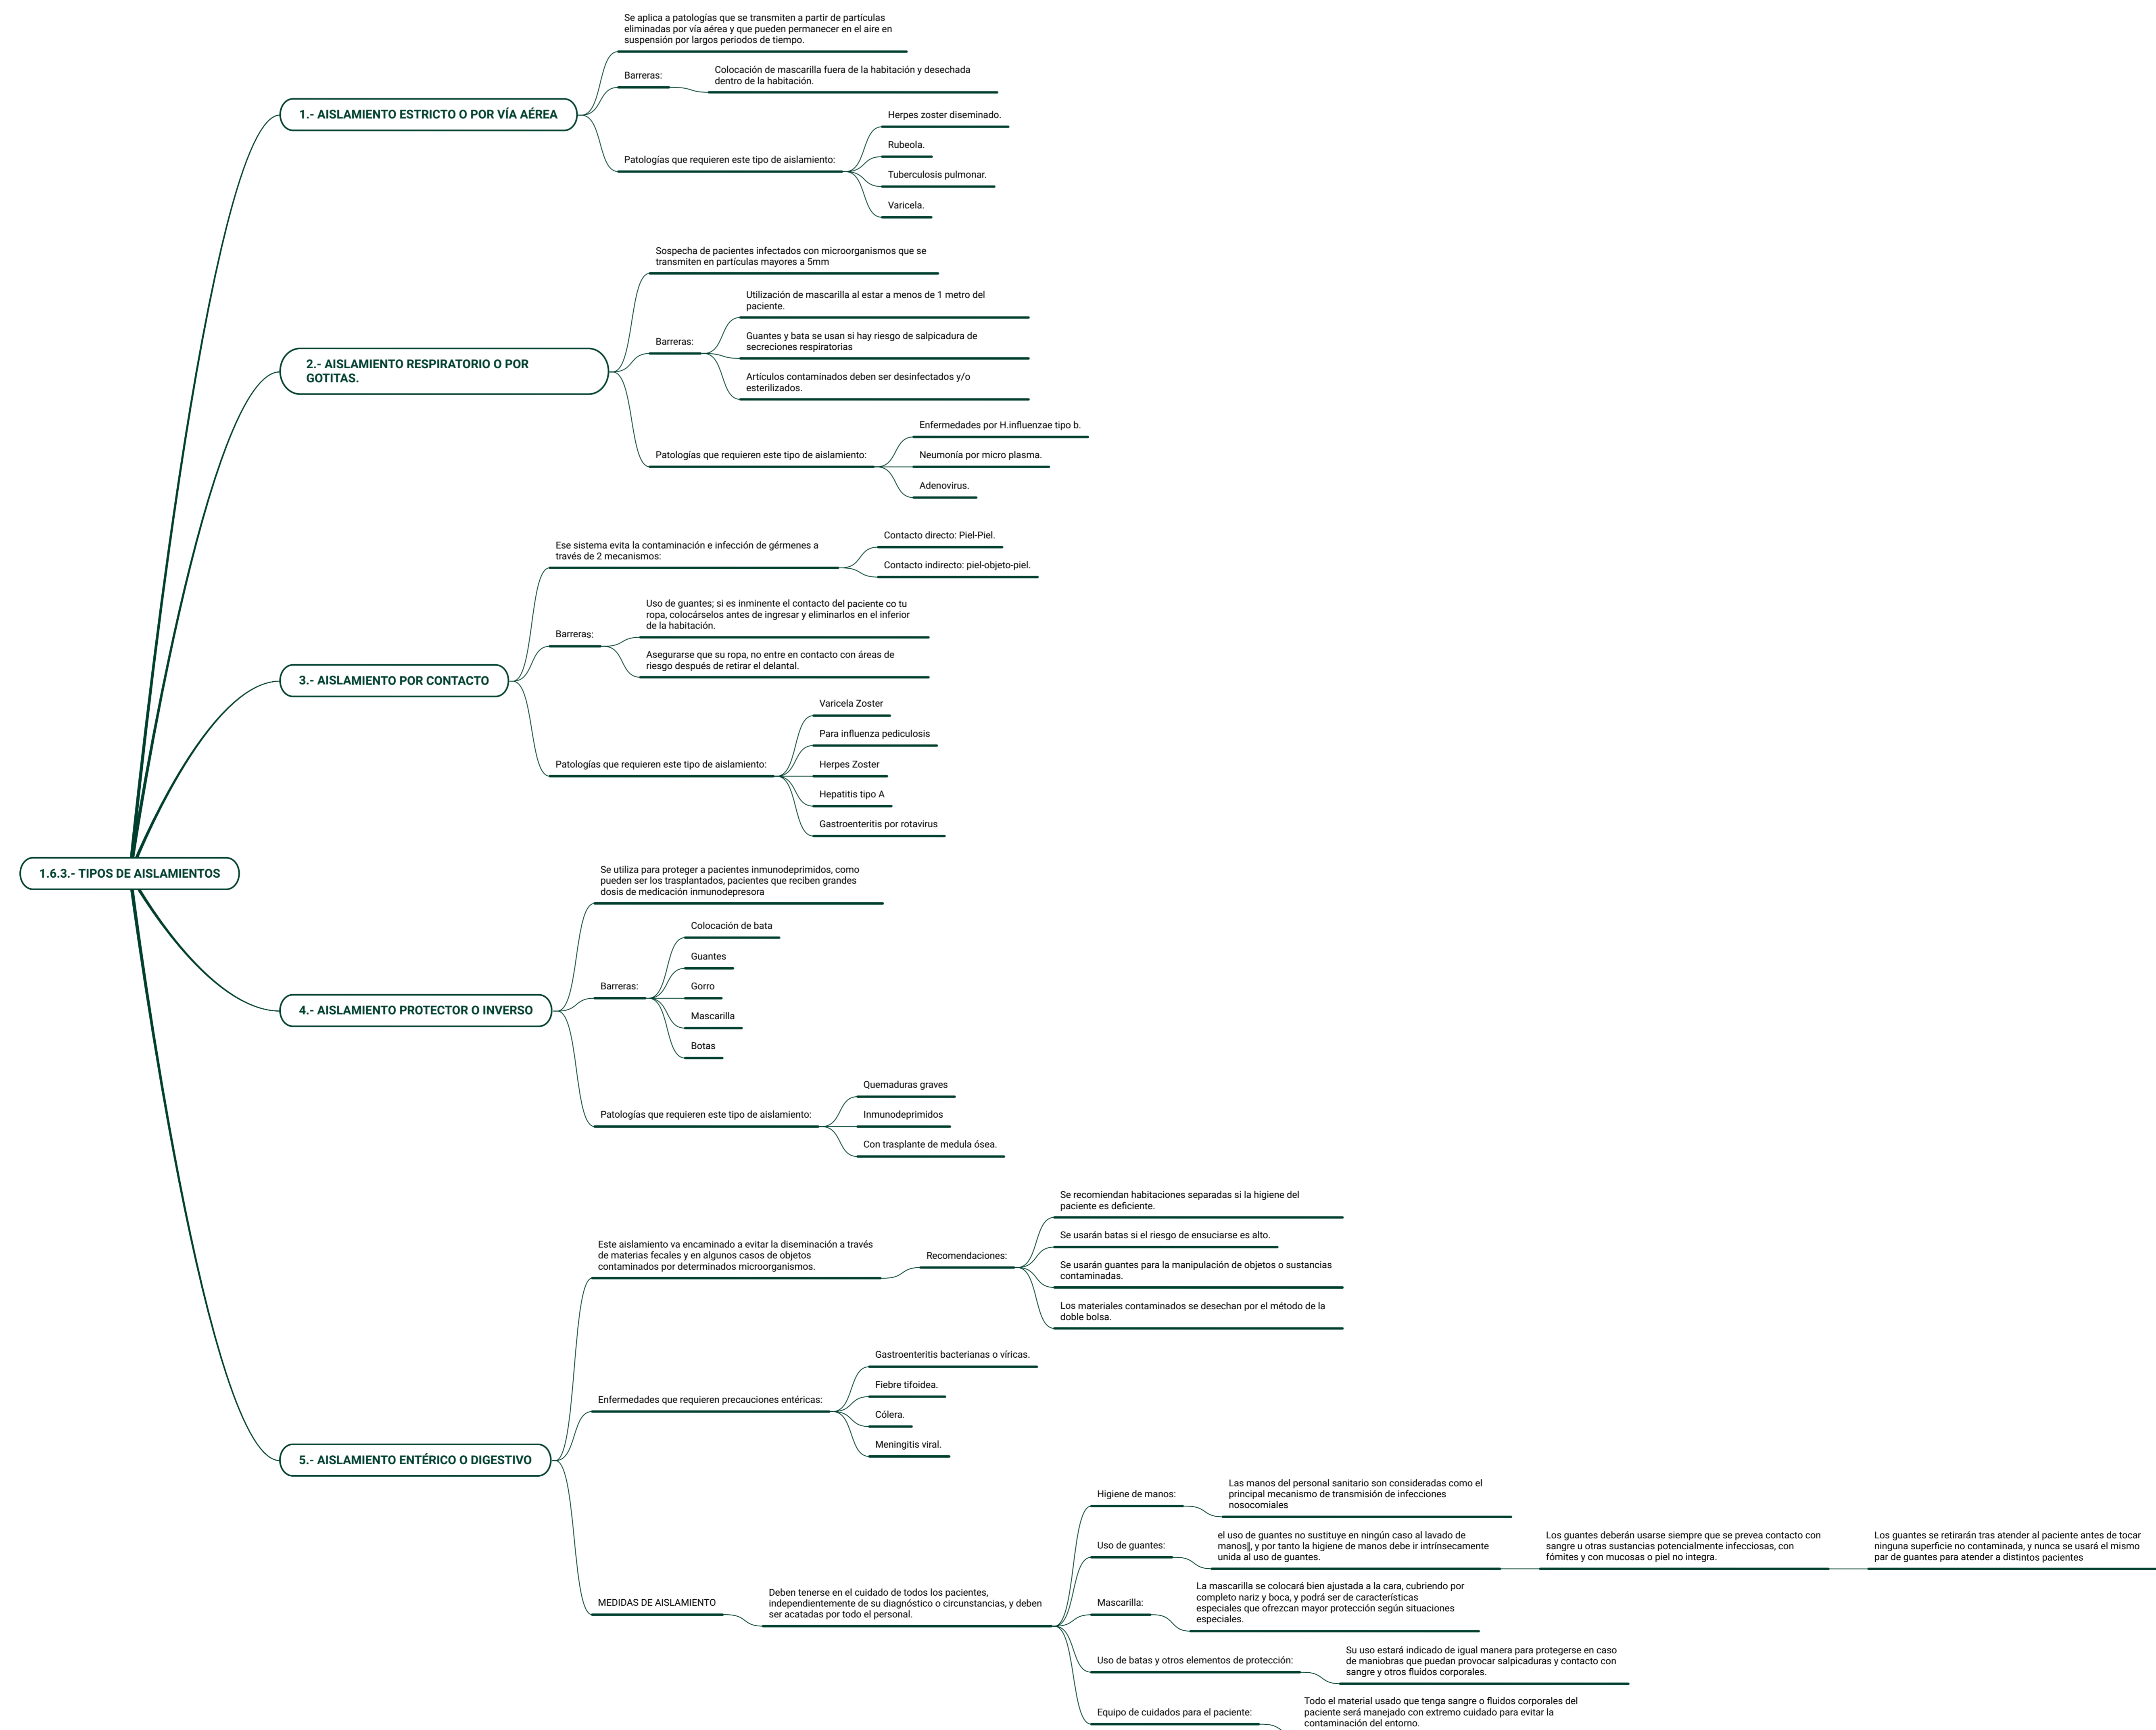 1.6.3.- TIPOS DE AISLAMIENTOS
1.- AISLAMIENTO ESTRICTO O POR VÍA AÉREA
Se aplica a patologías que se transmiten a partir de partículas
eliminadas por vía aérea y que pueden permanecer en el aire en
suspensión por largos periodos de tiempo.
Barreras:
Colocación de mascarilla fuera de la habitación y desechada
dentro de la habitación.
Patologías que requieren este tipo de aislamiento:
Herpes zoster diseminado.
Rubeola.
Tuberculosis pulmonar.
Varicela.
2.- AISLAMIENTO RESPIRATORIO O POR
GOTITAS.
Sospecha de pacientes infectados con microorganismos que se
transmiten en partículas mayores a 5mm
Barreras:
Utilización de mascarilla al estar a menos de 1 metro del
paciente.
Guantes y bata se usan si hay riesgo de salpicadura de
secreciones respiratorias
Artículos contaminados deben ser desinfectados y/o
esterilizados.
Patologías que requieren este tipo de aislamiento:
Enfermedades por H.influenzae tipo b.
Neumonía por micro plasma.
Adenovirus.
3.- AISLAMIENTO POR CONTACTO
Ese sistema evita la contaminación e infección de gérmenes a
través de 2 mecanismos:
Contacto directo: Piel-Piel.
Contacto indirecto: piel-objeto-piel.
Barreras:
Uso de guantes; si es inminente el contacto del paciente co tu
ropa, colocárselos antes de ingresar y eliminarlos en el inferior
de la habitación.
Asegurarse que su ropa, no entre en contacto con áreas de
riesgo después de retirar el delantal.
Patologías que requieren este tipo de aislamiento:
Varicela Zoster
Para influenza pediculosis
Herpes Zoster
Hepatitis tipo A
Gastroenteritis por rotavirus
4.- AISLAMIENTO PROTECTOR O INVERSO
Se utiliza para proteger a pacientes inmunodeprimidos, como
pueden ser los trasplantados, pacientes que reciben grandes
dosis de medicación inmunodepresora
Barreras:
Colocación de bata
Guantes
Gorro
Mascarilla
Botas
Patologías que requieren este tipo de aislamiento:
Quemaduras graves
Inmunodeprimidos
Con trasplante de medula ósea.
5.- AISLAMIENTO ENTÉRICO O DIGESTIVO
Este aislamiento va encaminado a evitar la diseminación a través
de materias fecales y en algunos casos de objetos
contaminados por determinados microorganismos.
Recomendaciones:
Se recomiendan habitaciones separadas si la higiene del
paciente es deficiente.
Se usarán batas si el riesgo de ensuciarse es alto.
Se usarán guantes para la manipulación de objetos o sustancias
contaminadas.
Los materiales contaminados se desechan por el método de la
doble bolsa.
Enfermedades que requieren precauciones entéricas:
Gastroenteritis bacterianas o víricas.
Fiebre tifoidea.
Cólera.
Meningitis viral.
MEDIDAS DE AISLAMIENTO
Deben tenerse en el cuidado de todos los pacientes,
independientemente de su diagnóstico o circunstancias, y deben
ser acatadas por todo el personal.
Higiene de manos:
Las manos del personal sanitario son consideradas como el
principal mecanismo de transmisión de infecciones
nosocomiales
Uso de guantes:
el uso de guantes no sustituye en ningún caso al lavado de
manos‖, y por tanto la higiene de manos debe ir intrínsecamente
unida al uso de guantes.
Los guantes deberán usarse siempre que se prevea contacto con
sangre u otras sustancias potencialmente infecciosas, con
fómites y con mucosas o piel no integra.
Los guantes se retirarán tras atender al paciente antes de tocar
ninguna superficie no contaminada, y nunca se usará el mismo
par de guantes para atender a distintos pacientes
Mascarilla:
La mascarilla se colocará bien ajustada a la cara, cubriendo por
completo nariz y boca, y podrá ser de características
especiales que ofrezcan mayor protección según situaciones
especiales.
Uso de batas y otros elementos de protección:
Su uso estará indicado de igual manera para protegerse en caso
de maniobras que puedan provocar salpicaduras y contacto con
sangre y otros fluidos corporales.
Equipo de cuidados para el paciente:
Todo el material usado que tenga sangre o fluidos corporales del
paciente será manejado con extremo cuidado para evitar la
contaminación del entorno.